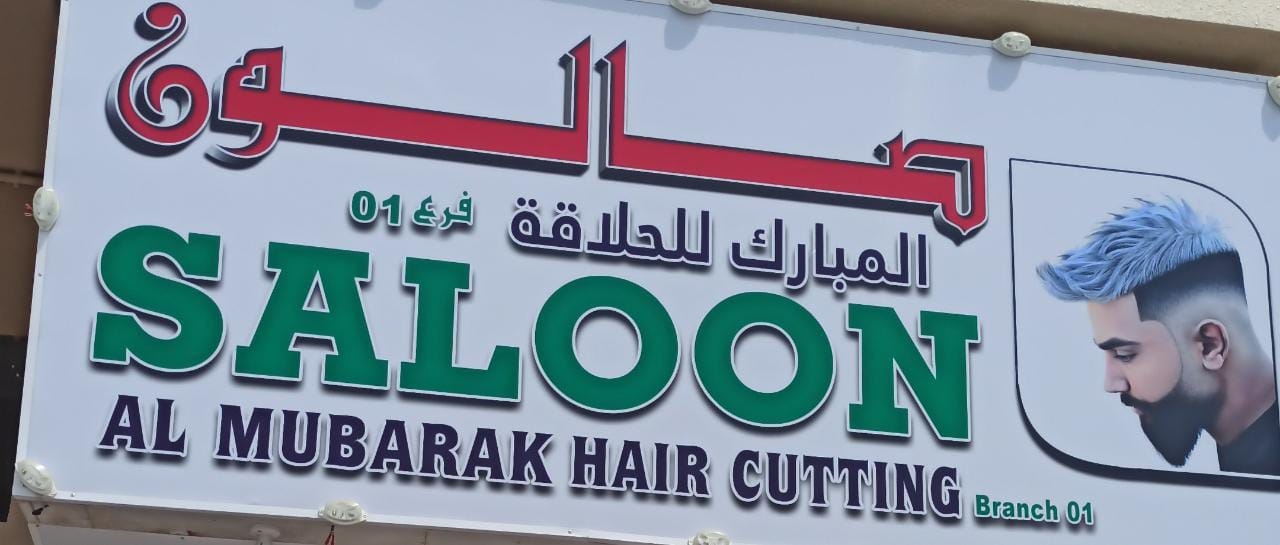 صالون
المبارك للحلاقة فرع 01
SALOON
AL MUBARAK HAIR CUTTING Branch 01